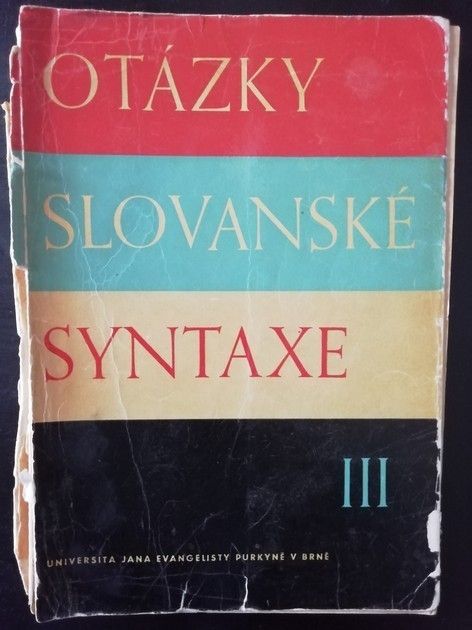 OTÁZKY
SLOVANSKÉ
SYNTAXE
III
UNIVERSITA JANA EVANGELISTY PURKYNĚ V BRNĚ